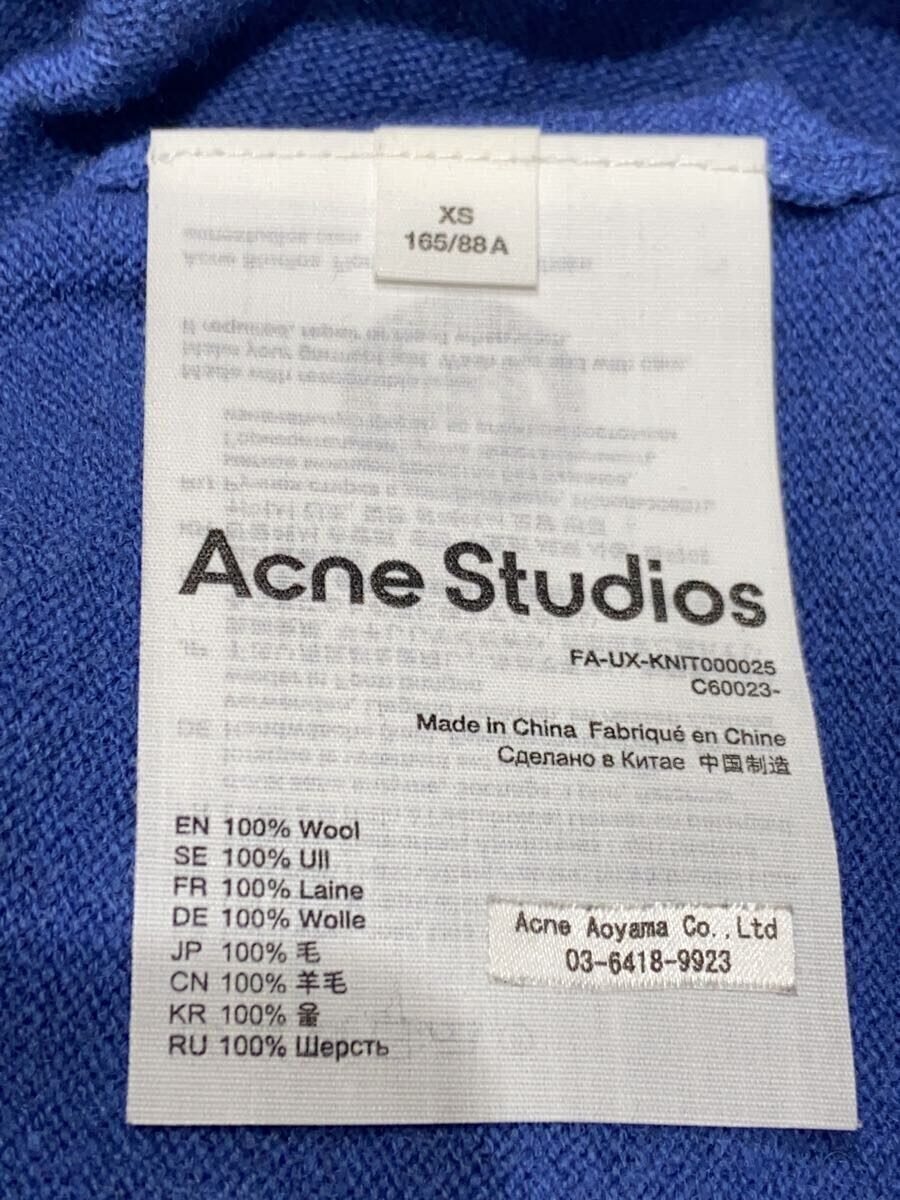 XS
165/88A
Acne Studios
FA-UX-KNIT000025
C60023-
Made in China Fabriqué en Chine
Сделано в Китае 中国制造
EN 100% Wool
SE 100% Ull
FR 100% Laine
DE 100% Wolle
JP 100% 毛
CN 100% 羊毛
KR 100% 울
RU 100% Шерсть
Acne Aoyama Co.,Ltd
03-6418-9923